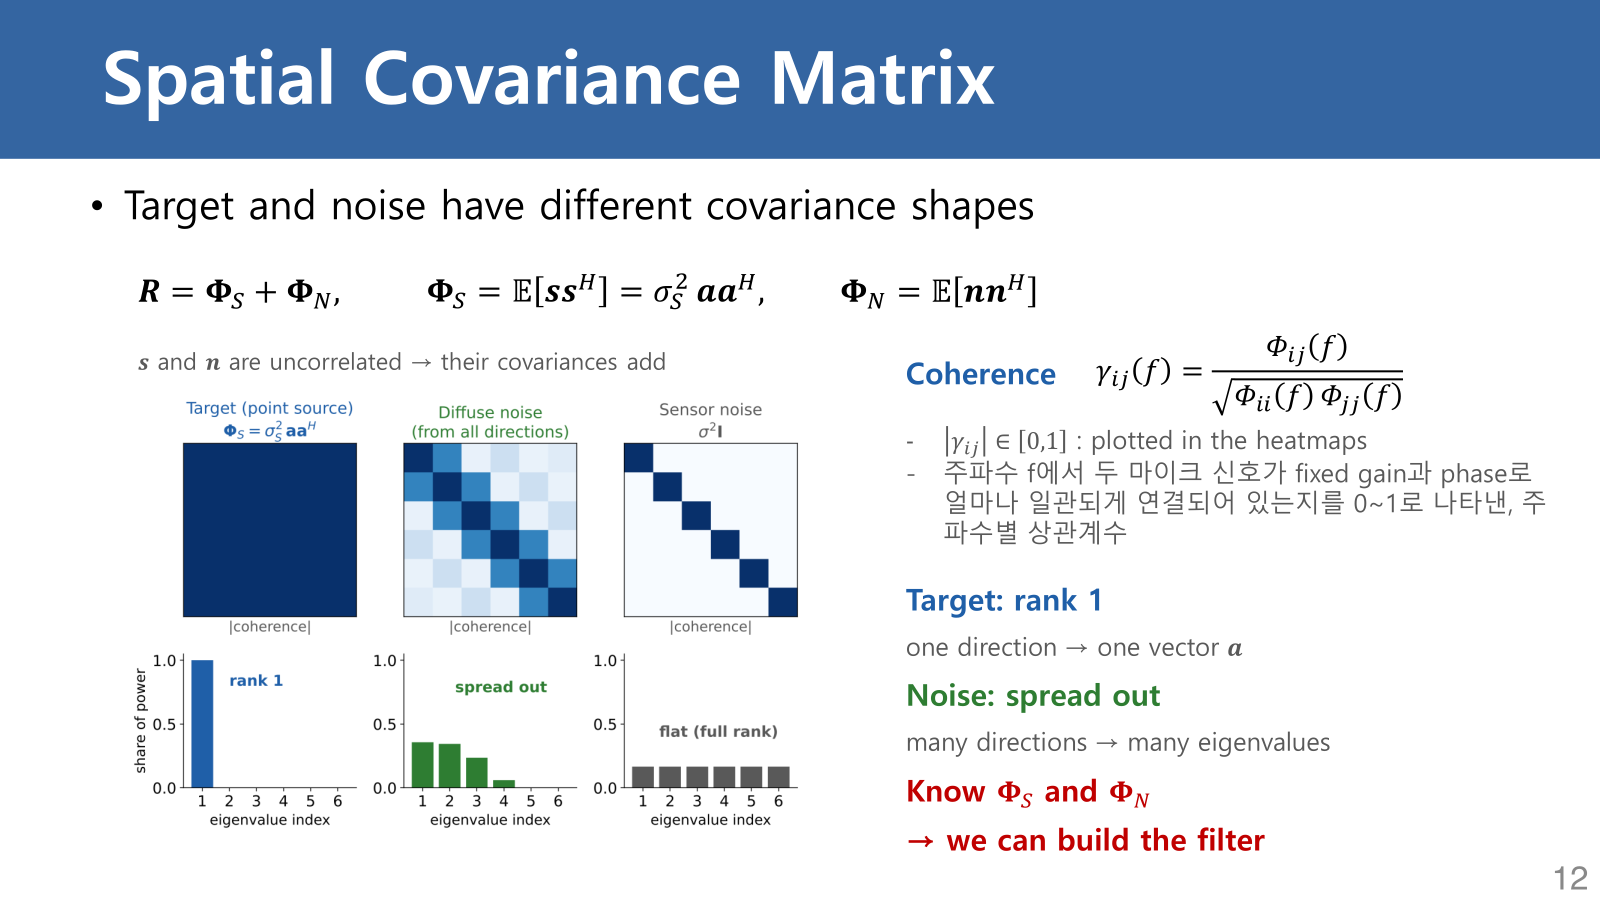 Spatial Covariance Matrix
• Target and noise have different covariance shapes
R = Φ_S + Φ_N,   Φ_S = 𝔼[ss^H] = σ_S^2 aa^H,   Φ_N = 𝔼[nn^H]
s and n are uncorrelated → their covariances add
Target (point source)
Φ_S = σ_S^2 aa^H
|coherence|
Diffuse noise
(from all directions)
|coherence|
Sensor noise
σ²I
|coherence|
share of power
1.0
0.5
0.0
rank 1
1 2 3 4 5 6
eigenvalue index
1.0
0.5
0.0
spread out
1 2 3 4 5 6
eigenvalue index
1.0
0.5
0.0
flat (full rank)
1 2 3 4 5 6
eigenvalue index
Coherence   γ_ij(f) = Φ_ij(f) / √(Φ_ii(f) Φ_jj(f))
- |γ_ij| ∈ [0,1] : plotted in the heatmaps
- 주파수 f에서 두 마이크 신호가 fixed gain과 phase로
얼마나 일관되게 연결되어 있는지를 0~1로 나타낸, 주
파수별 상관계수
Target: rank 1
one direction → one vector a
Noise: spread out
many directions → many eigenvalues
Know Φ_S and Φ_N
→ we can build the filter
12